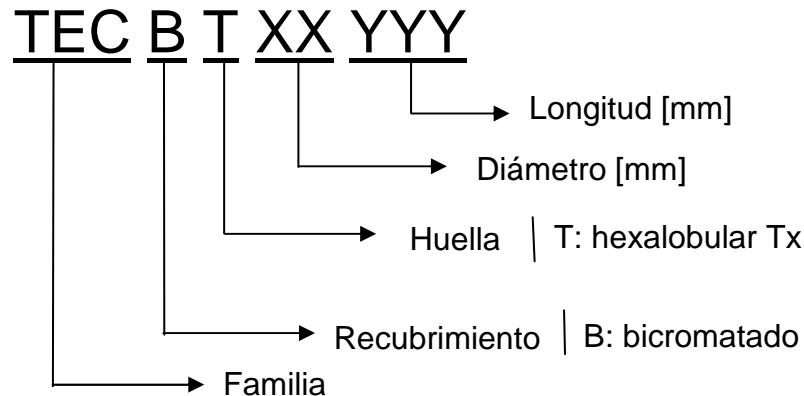 TEC B T XX YYY
Longitud [mm]
Diámetro [mm]
Huella | T: hexalobular Tx
Recubrimiento | B: bicromatado
Familia